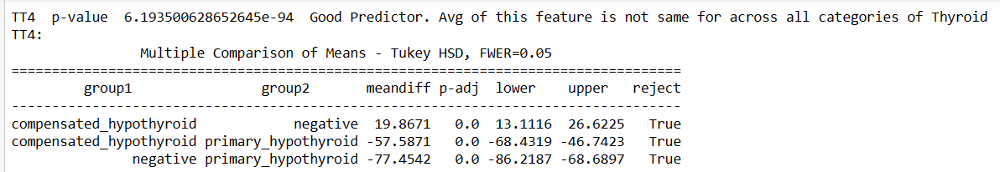 TT4  p-value  6.193500628652645e-94  Good Predictor. Avg of this feature is not same for across all categories of Thyroid
TT4:
Multiple Comparison of Means - Tukey HSD, FWER=0.05
================================================================================
group1 group2 meandiff p-adj lower upper reject
--------------------------------------------------------------------------------
compensated_hypothyroid negative 19.8671 0.0 13.1116 26.6225 True
compensated_hypothyroid primary_hypothyroid -57.5871 0.0 -68.4319 -46.7423 True
negative primary_hypothyroid -77.4542 0.0 -86.2187 -68.6897 True